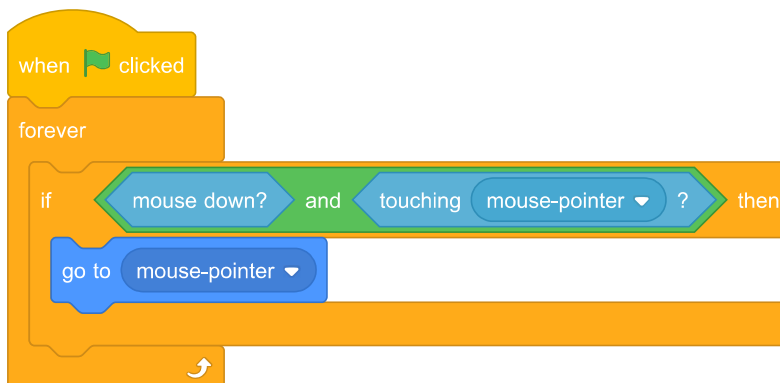 when clicked
forever
if mouse down? and touching mouse-pointer ? then
go to mouse-pointer